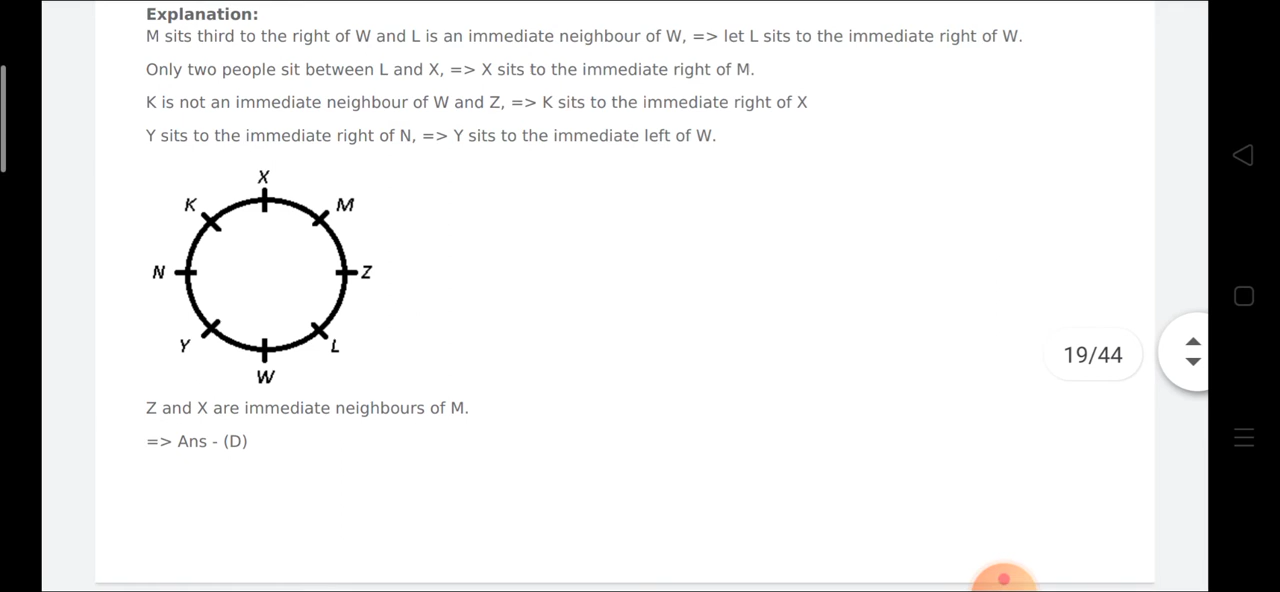 Explanation:
M sits third to the right of W and L is an immediate neighbour of W, => let L sits to the immediate right of W.
Only two people sit between L and X, => X sits to the immediate right of M.
K is not an immediate neighbour of W and Z, => K sits to the immediate right of X
Y sits to the immediate right of N, => Y sits to the immediate left of W.
X
K
M
N
Z
Y
L
W
19/44
Z and X are immediate neighbours of M.
=> Ans - (D)